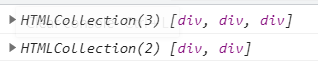 ▶ HTMLCollection(3) [div, div, div]
▶ HTMLCollection(2) [div, div]